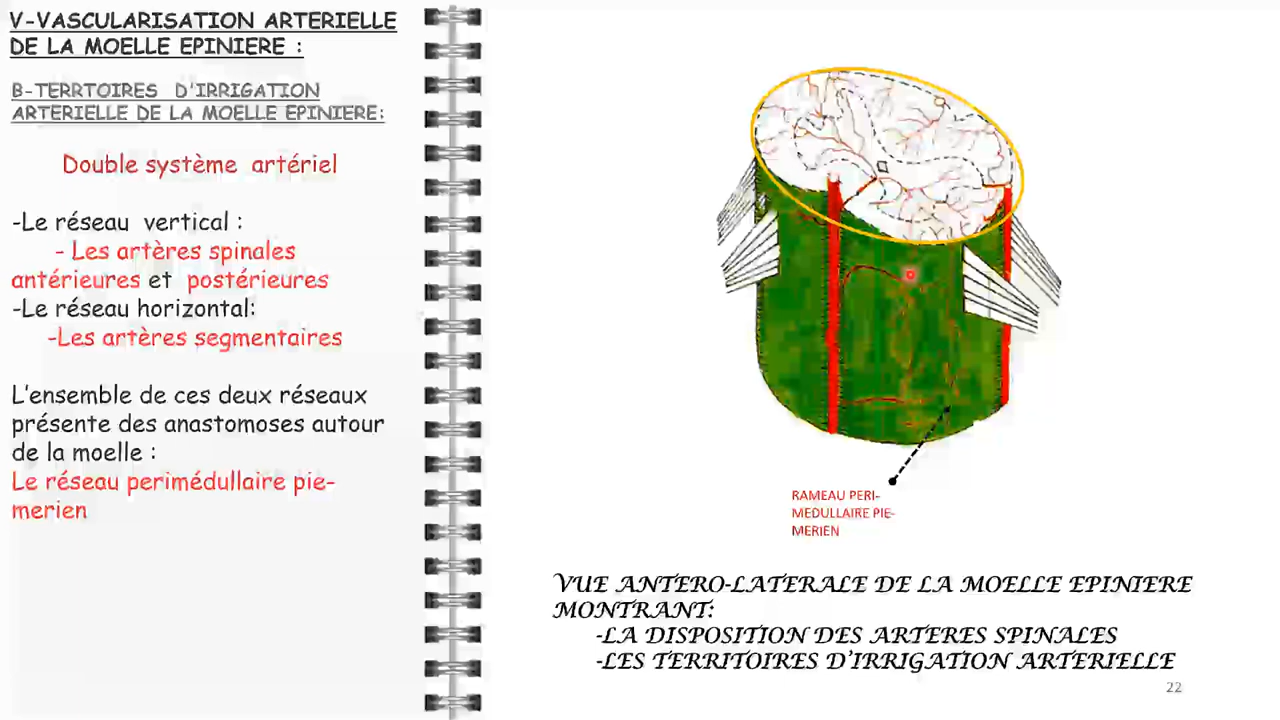 V-VASCULARISATION ARTERIELLE
DE LA MOELLE EPINIERE :
B-TERRTOIRES D'IRRIGATION
ARTERIELLE DE LA MOELLE EPINIERE:
Double système artériel
-Le réseau vertical :
- Les artères spinales
antérieures et postérieures
-Le réseau horizontal:
-Les artères segmentaires
L'ensemble de ces deux réseaux
présente des anastomoses autour
de la moelle :
Le réseau perimédullaire pie-
merien
RAMEAU PERI-
MEDULLAIRE PIE-
MERIEN
VUE ANTERO-LATERALE DE LA MOELLE EPINIERE
MONTRANT:
-LA DISPOSITION DES ARTERES SPINALES
-LES TERRITOIRES D'IRRIGATION ARTERIELLE
22